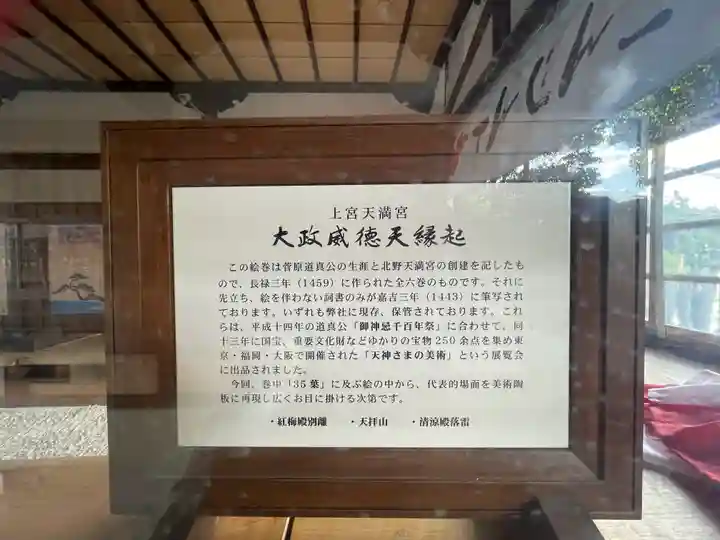 てんじんー
上宮天満宮
大政威徳天縁起
この絵巻は菅原道真公の生涯と北野天満宮の創建を記したも
ので、長禄三年（1459）に作られた全六巻のものです。それに
先立ち、絵を伴わない詞書のみが嘉吉三年（1443）に筆写され
ております。いずれも弊社に現存、保管されております。これ
らは、平成十四年の道真公「御神忌千百年祭」に合わせて、同
十三年に国宝、重要文化財などゆかりの宝物250余点を集め東
京・福岡・大阪で開催された「天神さまの美術」という展覧会
に出品されました。
今回、巻中「35葉」に及ぶ絵の中から、代表的場面を美術陶
板に再現し広くお目に掛ける次第です。
・紅梅殿別離　・天拝山　・清涼殿落雷